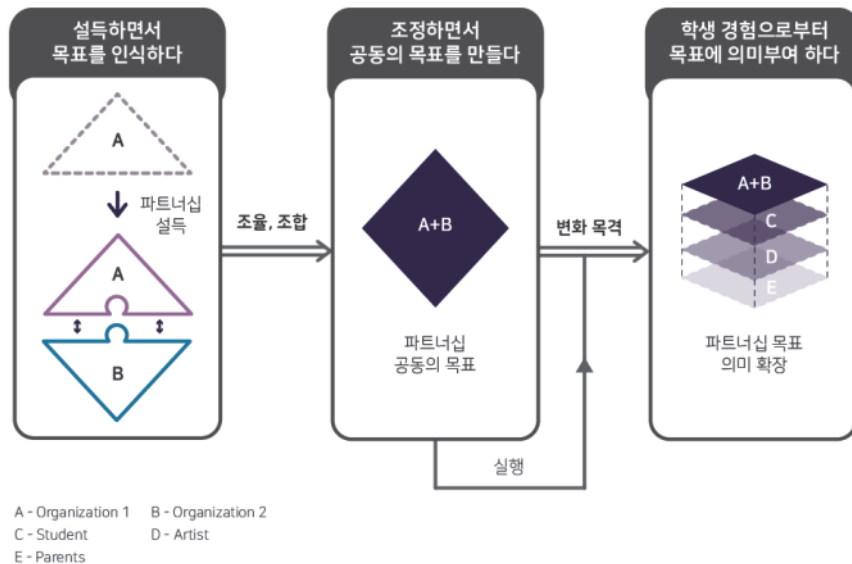 설득하면서
목표를 인식하다
A
파트너십
설득
A
B
조율, 조합
조정하면서
공동의 목표를 만들다
A+B
파트너십
공동의 목표
실행
변화 목격
학생 경험으로부터
목표에 의미부여 하다
A+B
C
D
E
파트너십 목표
의미 확장
A - Organization 1 B - Organization 2
C - Student D - Artist
E - Parents